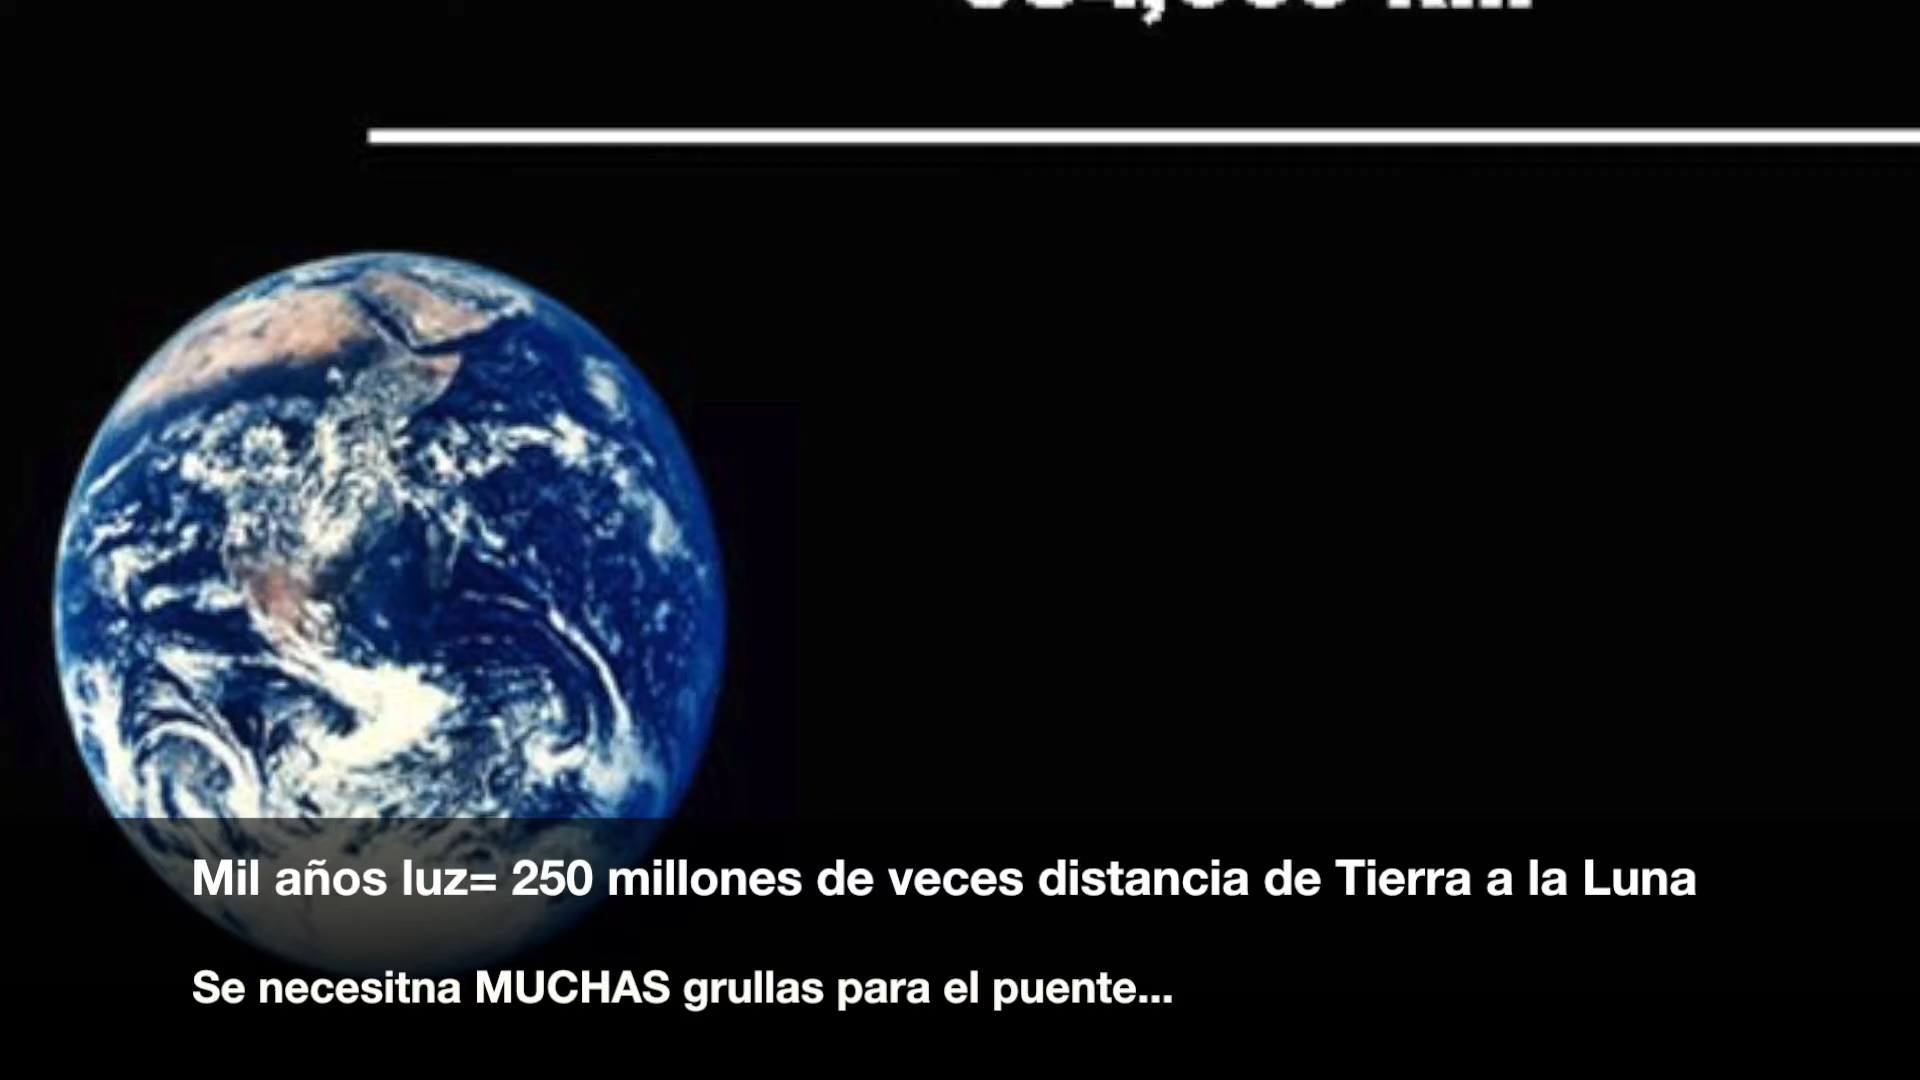 Mil años luz= 250 millones de veces distancia de Tierra a la Luna
Se necesitna MUCHAS grullas para el puente...